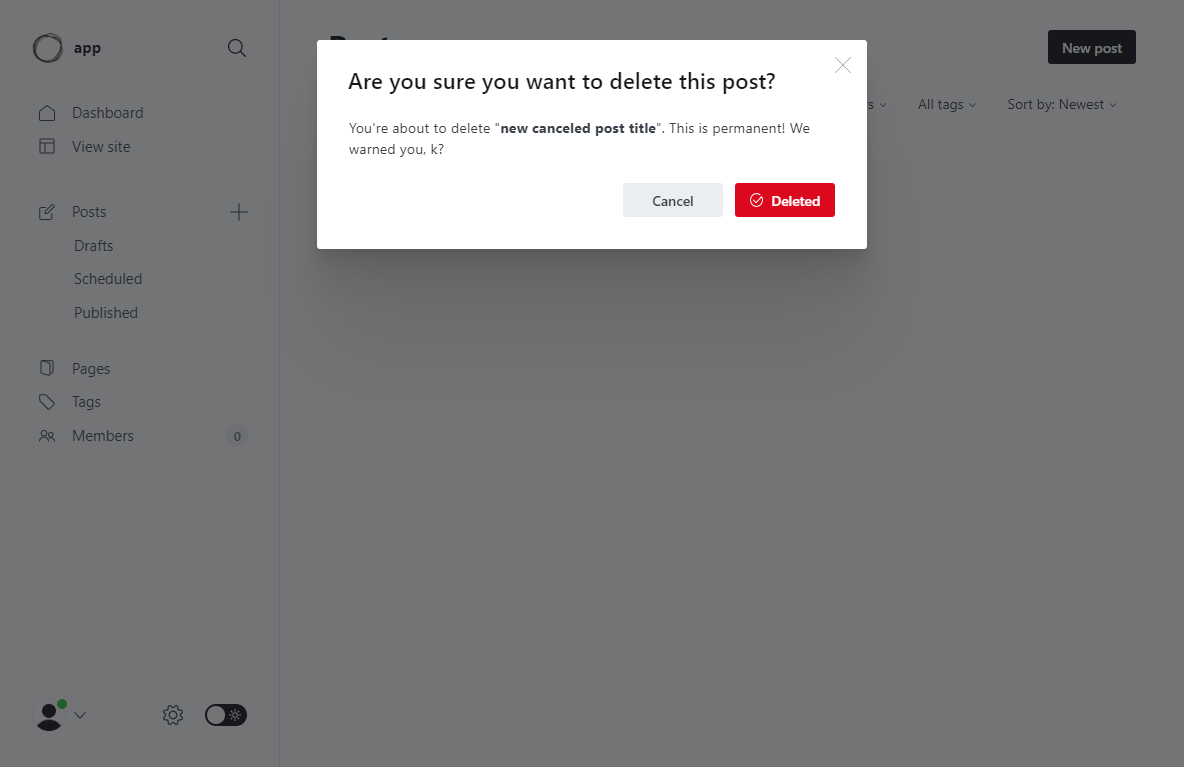 app
New post
Are you sure you want to delete this post?
All tags
Sort by: Newest
Dashboard
You're about to delete "new canceled post title". This is permanent! We
warned you, k?
View site
Cancel
Deleted
Posts
Drafts
Scheduled
Published
Pages
Tags
Members
0